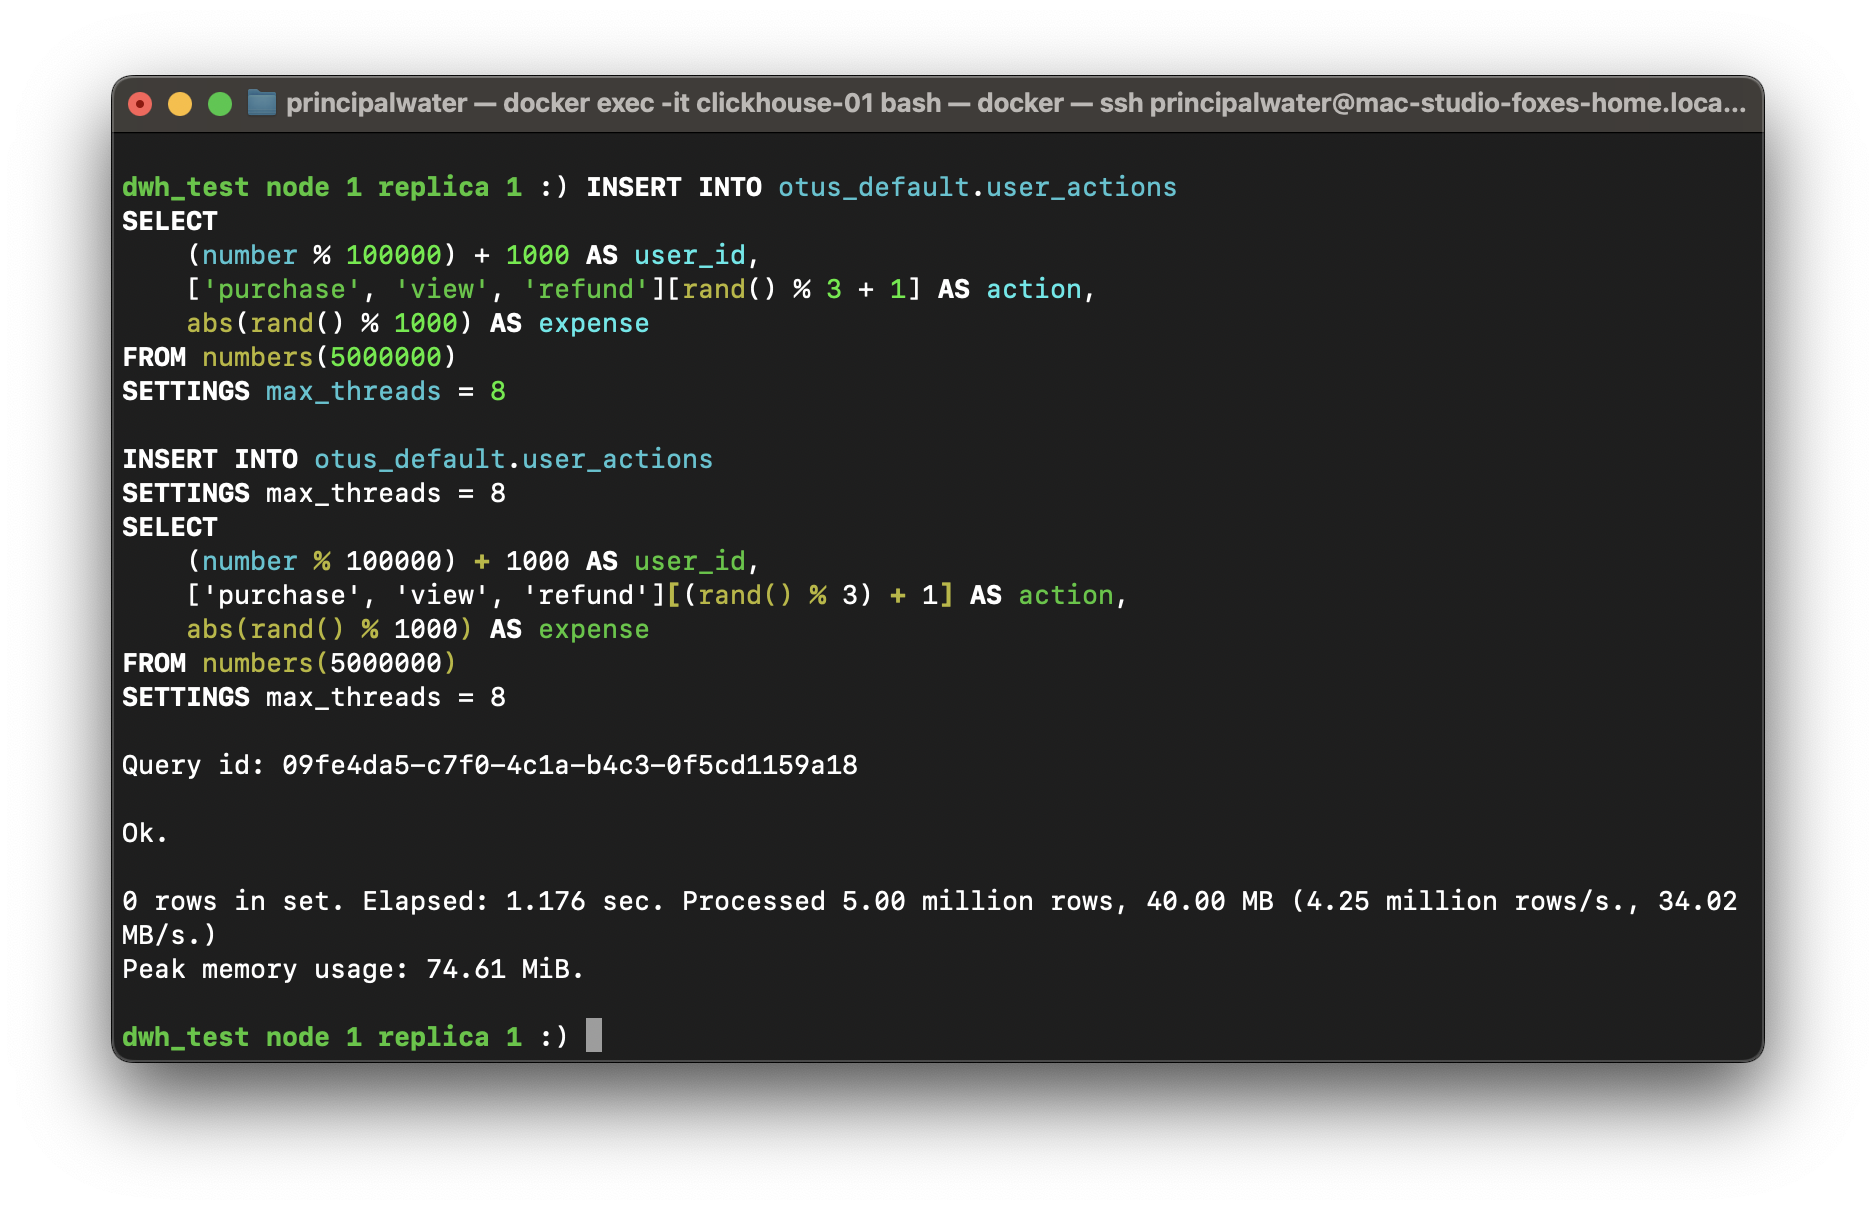 principalwater — docker exec -it clickhouse-01 bash — docker — ssh principalwater@mac-studio-foxes-home.loca...
dwh_test node 1 replica 1 :) INSERT INTO otus_default.user_actions
SELECT
    (number % 100000) + 1000 AS user_id,
    ['purchase', 'view', 'refund'][rand() % 3 + 1] AS action,
    abs(rand() % 1000) AS expense
FROM numbers(5000000)
SETTINGS max_threads = 8
INSERT INTO otus_default.user_actions
SETTINGS max_threads = 8
SELECT
    (number % 100000) + 1000 AS user_id,
    ['purchase', 'view', 'refund'][(rand() % 3) + 1] AS action,
    abs(rand() % 1000) AS expense
FROM numbers(5000000)
SETTINGS max_threads = 8
Query id: 09fe4da5-c7f0-4c1a-b4c3-0f5cd1159a18
Ok.
0 rows in set. Elapsed: 1.176 sec. Processed 5.00 million rows, 40.00 MB (4.25 million rows/s., 34.02
MB/s.)
Peak memory usage: 74.61 MiB.
dwh_test node 1 replica 1 :)